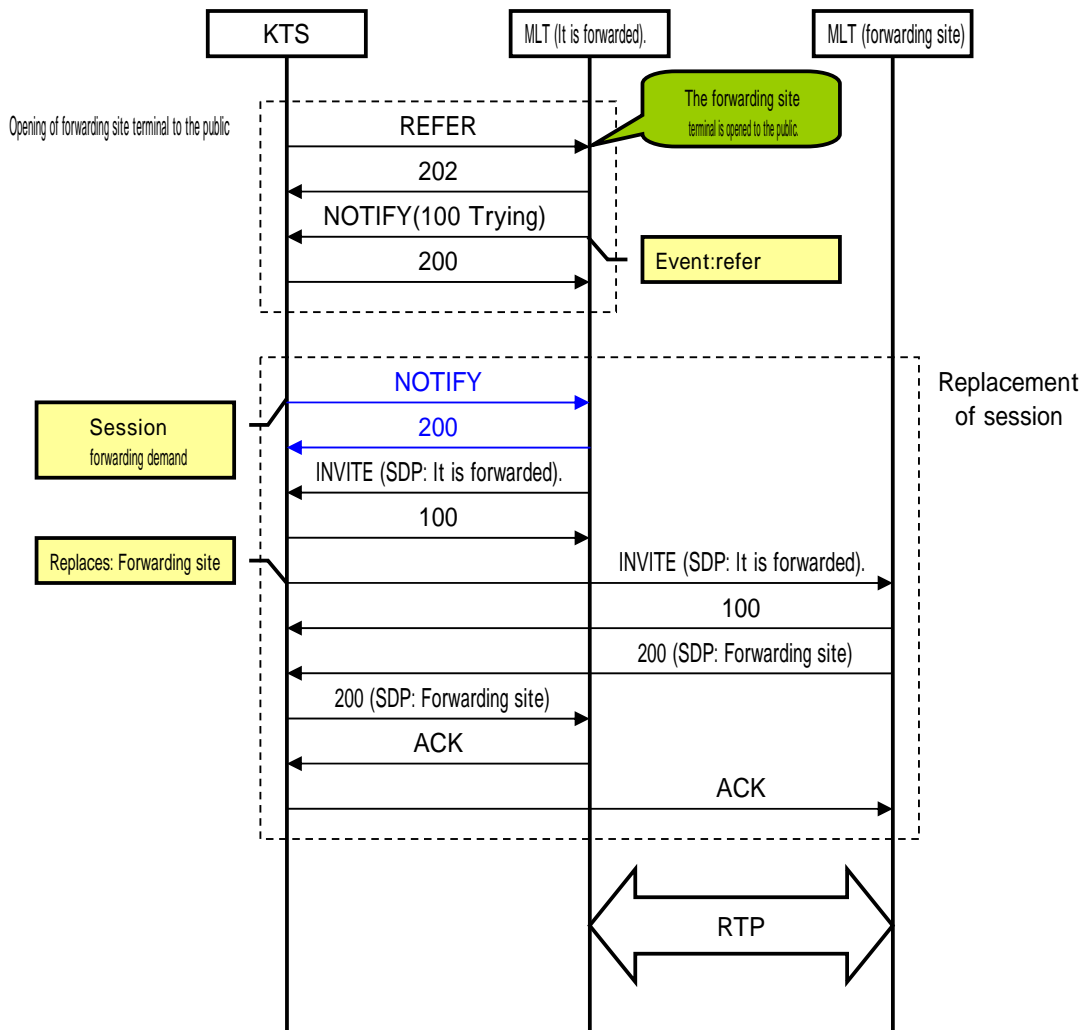 KTS
MLT (It is forwarded).
MLT (forwarding site)
The forwarding site
terminal is opened to the public.
Opening of forwarding site terminal to the public
REFER
202
NOTIFY(100 Trying)
Event:refer
200
NOTIFY
Replacement
of session
Session
forwarding demand
200
INVITE (SDP: It is forwarded).
100
Replaces: Forwarding site
INVITE (SDP: It is forwarded).
100
200 (SDP: Forwarding site)
200 (SDP: Forwarding site)
ACK
ACK
RTP